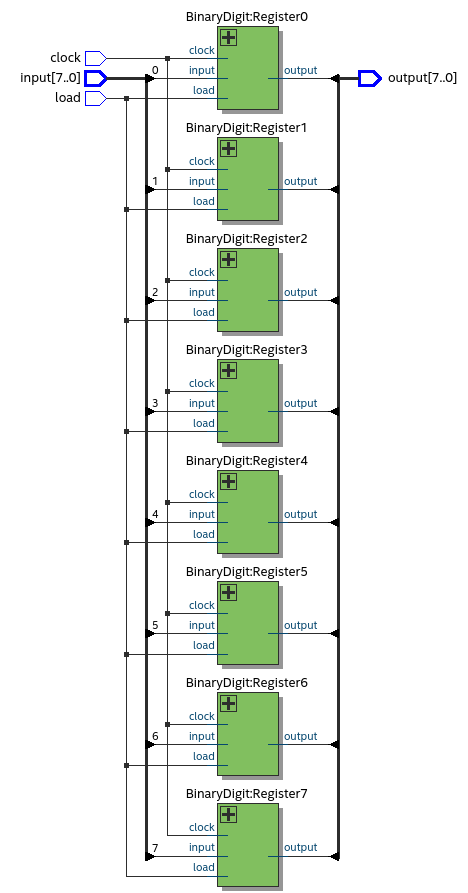 BinaryDigit:Register0
clock
clock
input[7..0]
0
input
output
output[7..0]
load
load
BinaryDigit:Register1
clock
1
input
output
load
BinaryDigit:Register2
clock
2
input
output
load
BinaryDigit:Register3
clock
3
input
output
load
BinaryDigit:Register4
clock
4
input
output
load
BinaryDigit:Register5
clock
5
input
output
load
BinaryDigit:Register6
clock
6
input
output
load
BinaryDigit:Register7
clock
7
input
output
load